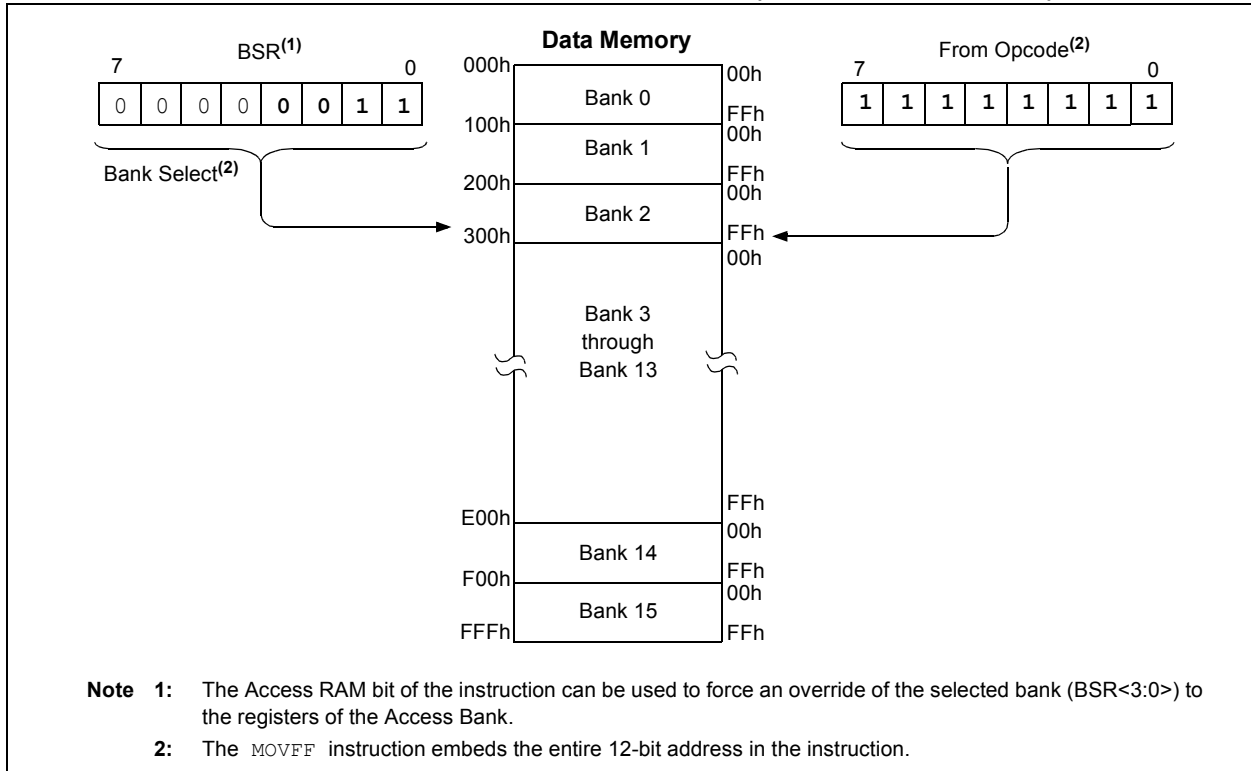 BSR(1)
7 0
0 0 0 0 0 0 1 1
Bank Select(2)
Data Memory
000h
100h
200h
300h
E00h
F00h
FFFh
Bank 0
Bank 1
Bank 2
Bank 3
through
Bank 13
Bank 14
Bank 15
00h
FFh
00h
FFh
00h
FFh
00h
FFh
00h
FFh
00h
FFh
From Opcode(2)
7 0
1 1 1 1 1 1 1 1
Note 1: The Access RAM bit of the instruction can be used to force an override of the selected bank (BSR<3:0>) to
the registers of the Access Bank.
2: The MOVFF instruction embeds the entire 12-bit address in the instruction.